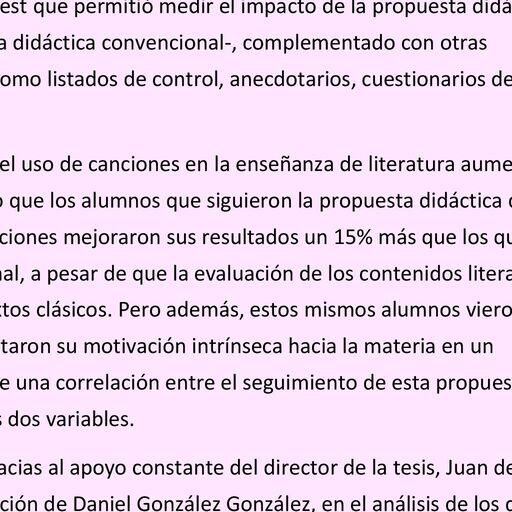 est que permitió medir el impacto de la propuesta didá
a didáctica convencional-, complementado con otras
omo listados de control, anecdotarios, cuestionarios de
el uso de canciones en la enseñanza de literatura aume
o que los alumnos que siguieron la propuesta didáctica
ciones mejoraron sus resultados un 15% más que los qu
nal, a pesar de que la evaluación de los contenidos litera
xtos clásicos. Pero además, estos mismos alumnos viero
taron su motivación intrínseca hacia la materia en un
e una correlación entre el seguimiento de esta propues
s dos variables.
acias al apoyo constante del director de la tesis, Juan de
ción de Daniel González González, en el análisis de los